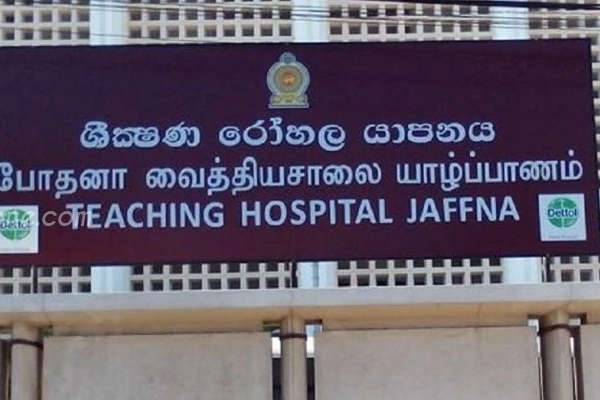 ශික්ෂණ රෝහල යාපනය
போதனா வைத்தியசாலை யாழ்ப்பாணம்
TEACHING HOSPITAL JAFFNA
Dettol
Dettol